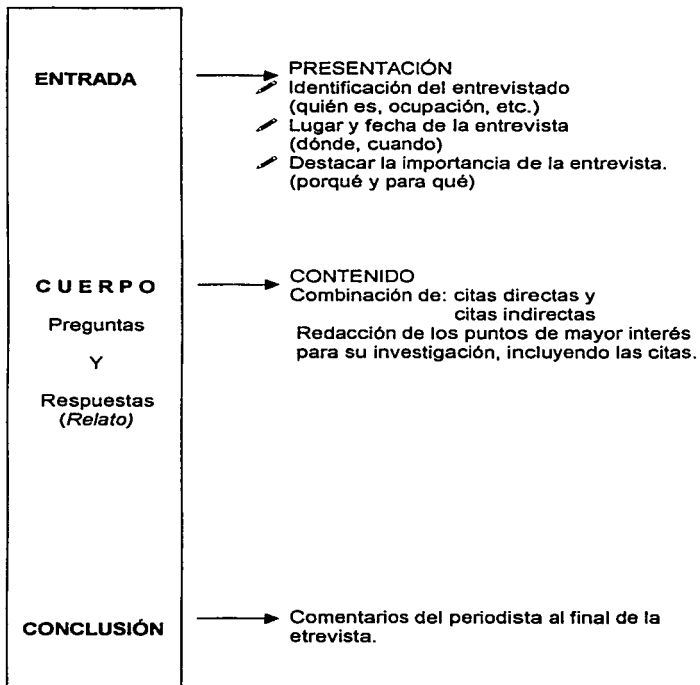 ENTRADA
PRESENTACIÓN
Identificación del entrevistado
(quién es, ocupación, etc.)
Lugar y fecha de la entrevista
(dónde, cuando)
Destacar la importancia de la entrevista.
(porqué y para qué)
CUERPO
Preguntas
Y
Respuestas
(Relato)
CONTENIDO
Combinación de: citas directas y
citas indirectas
Redacción de los puntos de mayor interés
para su investigación, incluyendo las citas.
CONCLUSIÓN
Comentarios del periodista al final de la
etrevista.